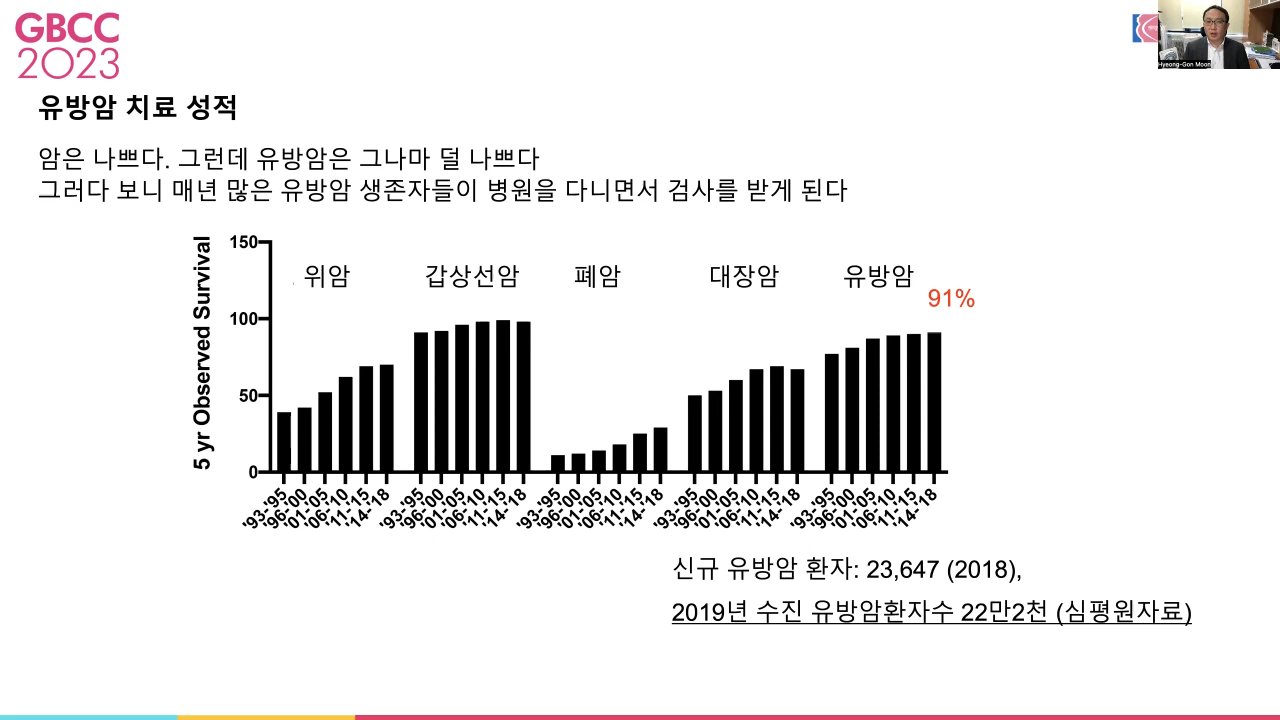 GBCC
2023
Hyeong-Gon Moon
유방암 치료 성적
암은 나쁘다. 그런데 유방암은 그나마 덜 나쁘다
그러다 보니 매년 많은 유방암 생존자들이 병원을 다니면서 검사를 받게 된다
5 yr Observed Survival
150
100
50
0
위암
갑상선암
폐암
대장암
유방암
91%
'93-'95 '96-'00 '01-'05 '06-'10 '11-'15 '14-'18
'93-'95 '96-'00 '01-'05 '06-'10 '11-'15 '14-'18
'93-'95 '96-'00 '01-'05 '06-'10 '11-'15 '14-'18
'93-'95 '96-'00 '01-'05 '06-'10 '11-'15 '14-'18
'93-'95 '96-'00 '01-'05 '06-'10 '11-'15 '14-'18
신규 유방암 환자: 23,647 (2018),
2019년 수진 유방암환자수 22만2천 (심평원자료)